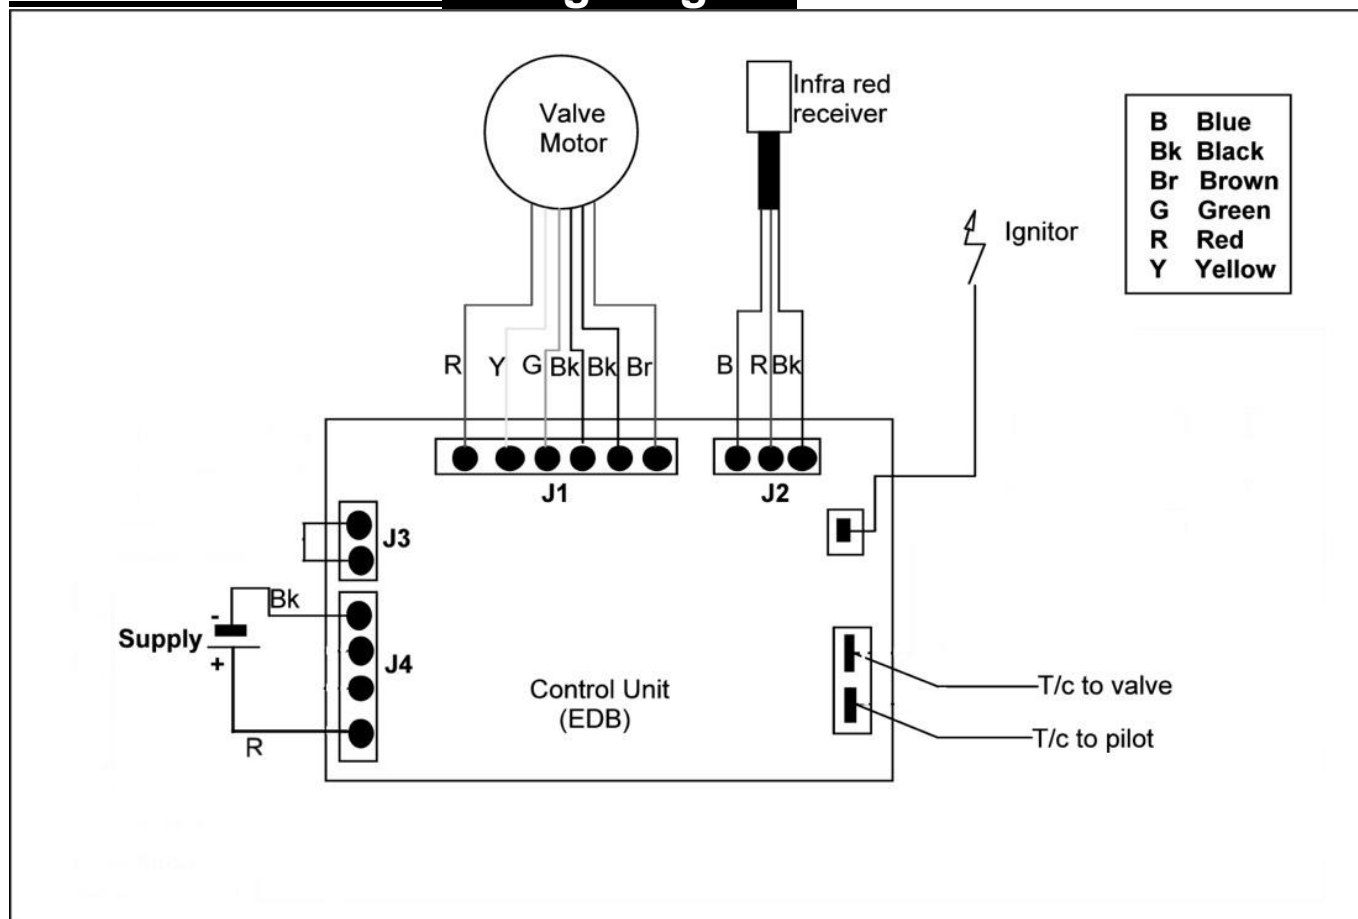 Valve
Motor
Infra red
receiver
B Blue
Bk Black
Br Brown
G Green
R Red
Y Yellow
Ignitor
R Y G Bk Bk Br
B R Bk
J1
J2
J3
Bk
-
Supply
+
J4
R
Control Unit
(EDB)
T/c to valve
T/c to pilot